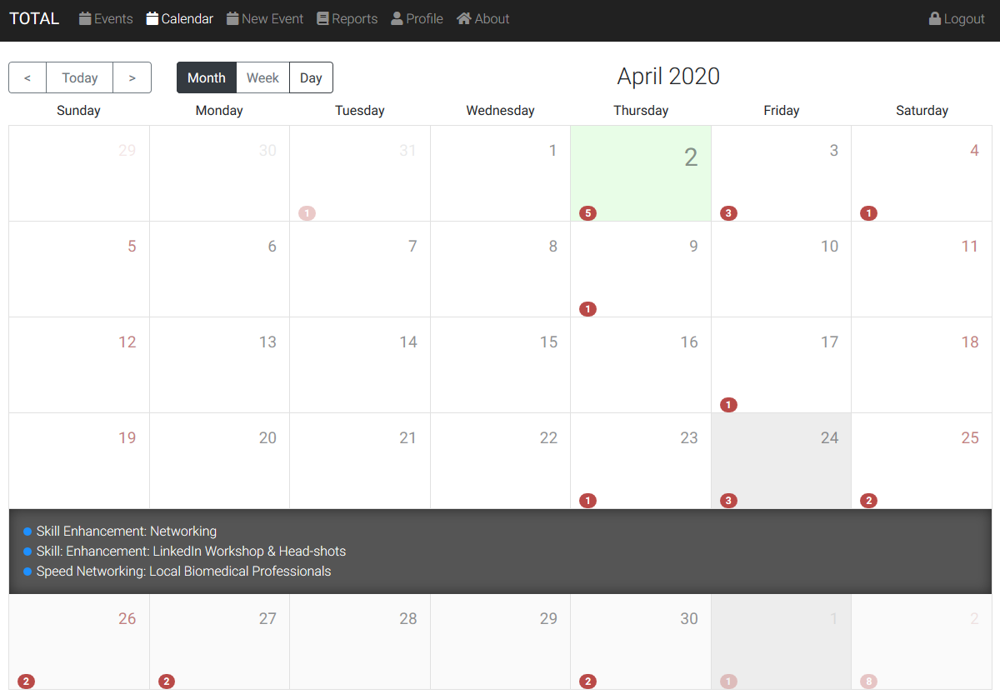 TOTAL Events Calendar New Event Reports Profile About Logout
< Today > Month Week Day April 2020
Sunday Monday Tuesday Wednesday Thursday Friday Saturday
29 30 31 1 2 3 4
1 5 3 1
5 6 7 8 9 10 11
1
12 13 14 15 16 17 18
1
19 20 21 22 23 24 25
1 3 2
Skill Enhancement: Networking
Skill: Enhancement: LinkedIn Workshop & Head-shots
Speed Networking: Local Biomedical Professionals
26 27 28 29 30 1 2
2 2 2 1 8